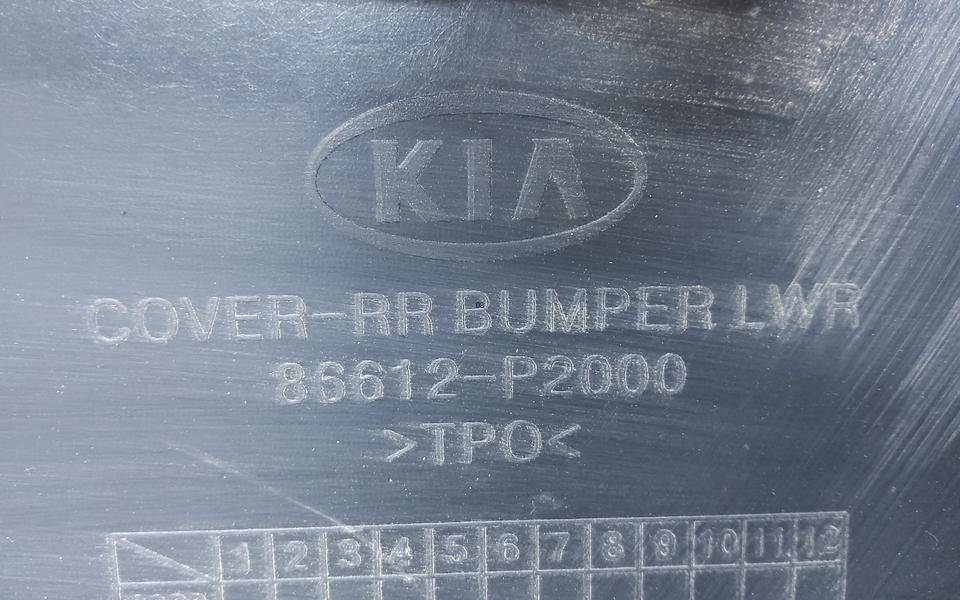 KIA
COVER-RR BUMPER LWR
86612-P2000
>TPO<
1 2 3 4 5 6 7 8 9 10 11 12